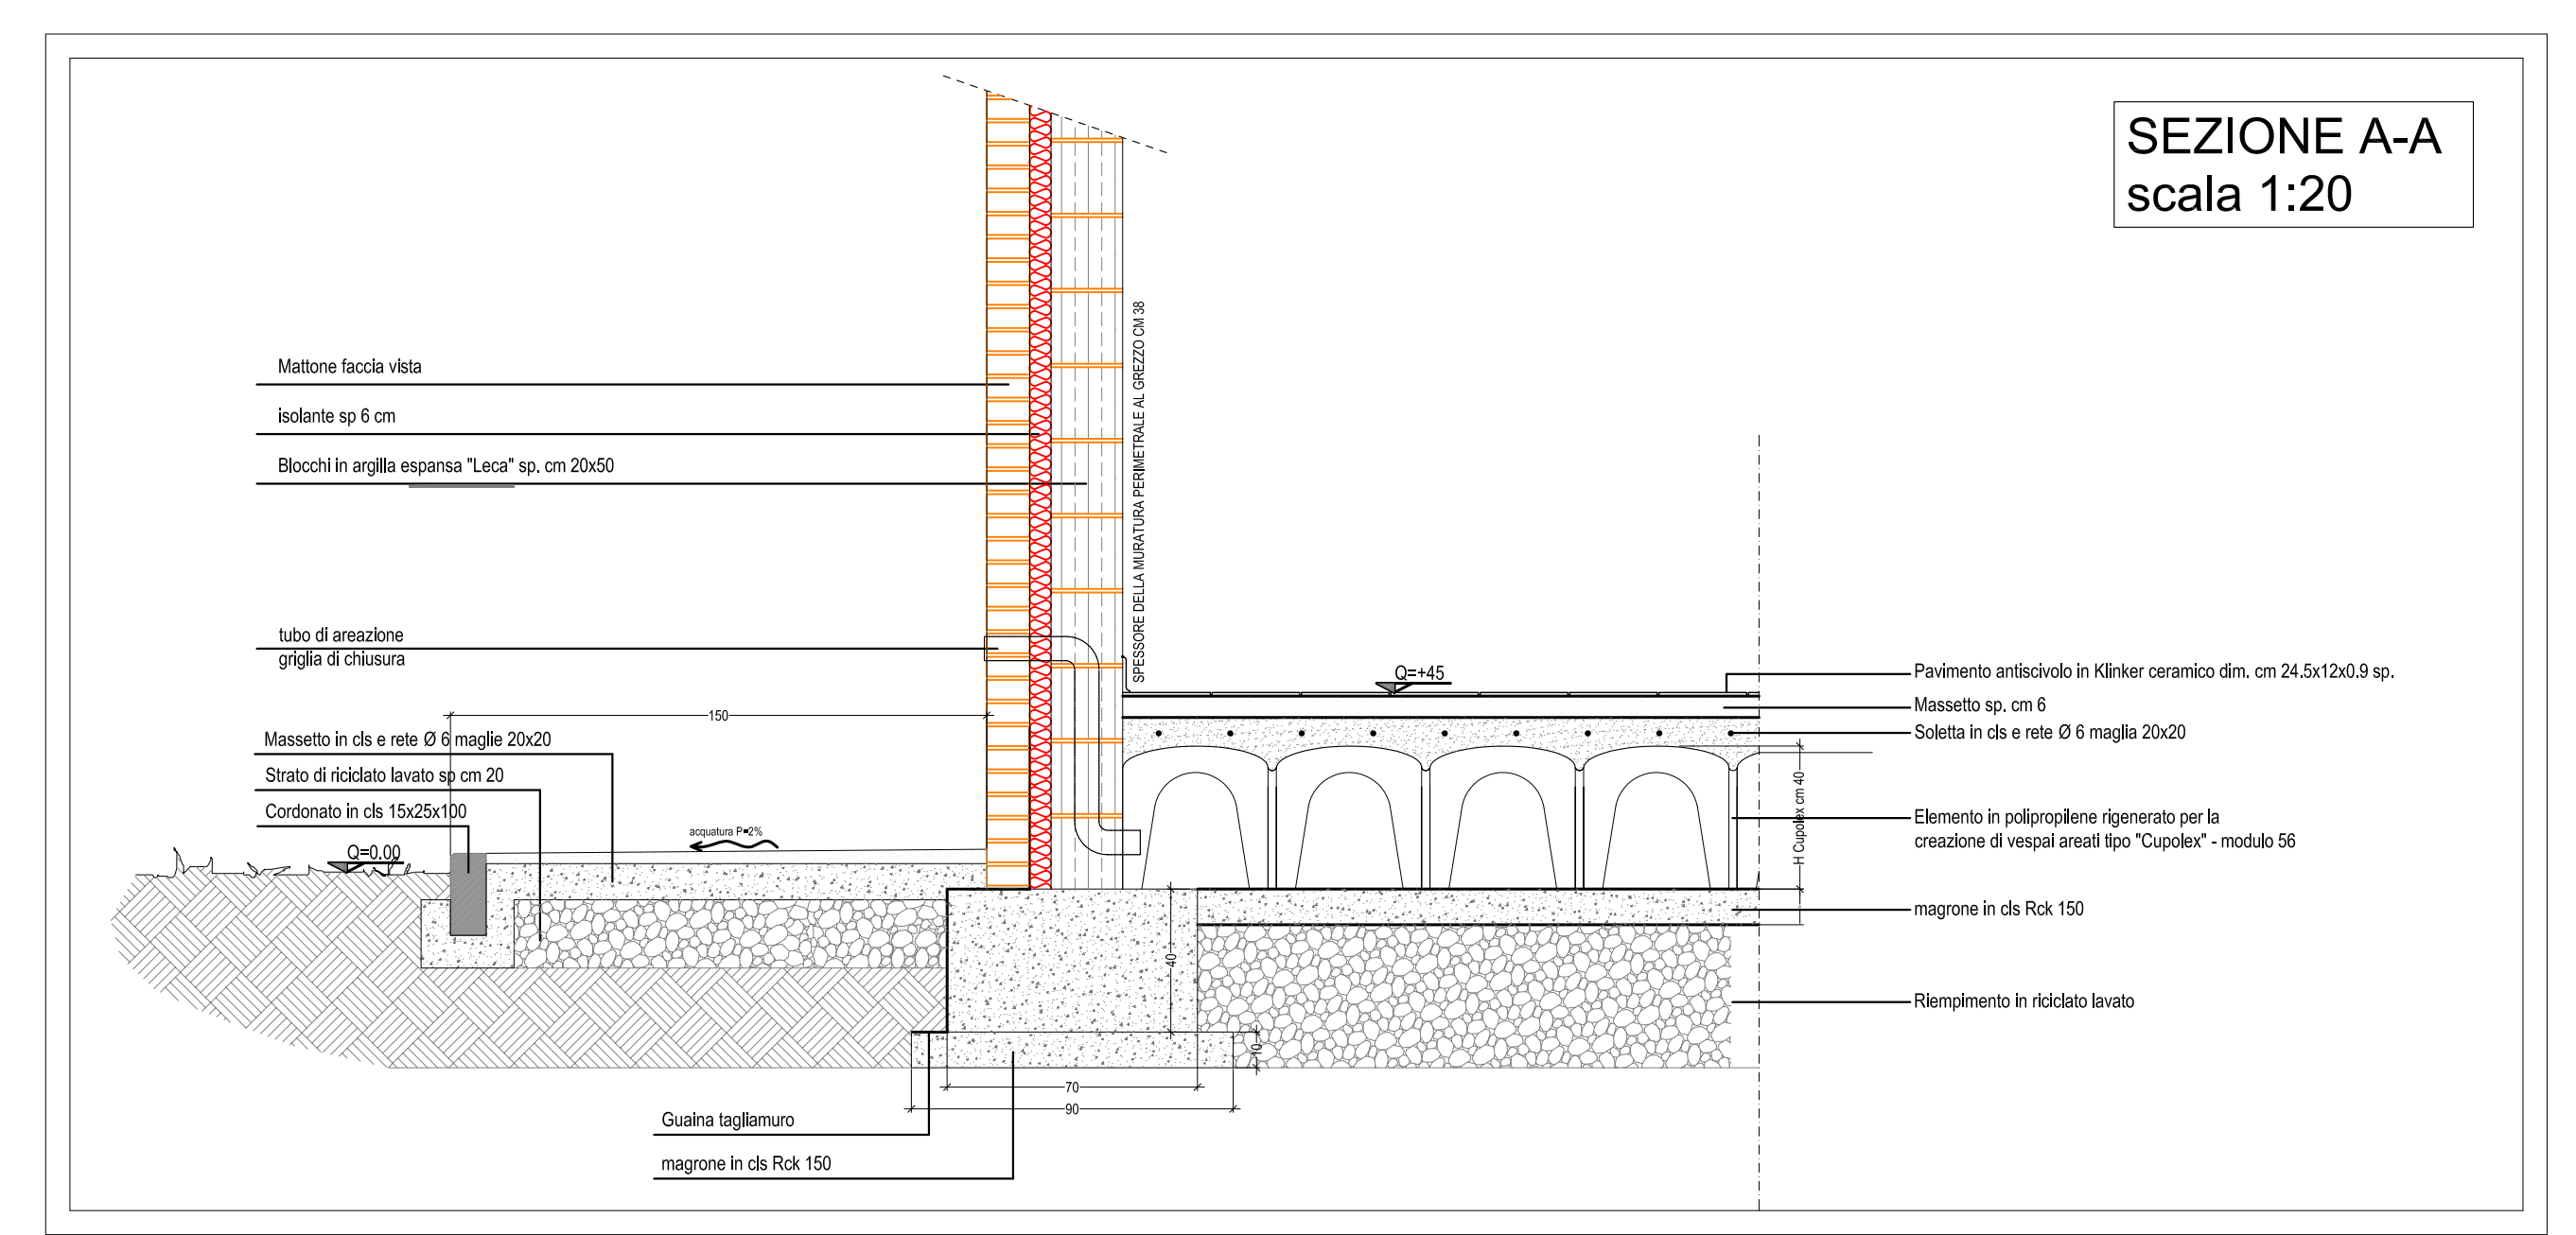 SEZIONE A-A
scala 1:20
Mattone faccia vista
isolante sp 6 cm
Blocchi in argilla espansa "Leca" sp. cm 20x50
SPESSORE DELLA MURATURA PERIMETRALE AL GREZZO CM 38
tubo di areazione
griglia di chiusura
150
Massetto in cls e rete Ø 6 maglie 20x20
Strato di riciclato lavato sp cm 20
Cordonato in cls 15x25x100
acquatura P=2%
Q=0.00
Q=+45
Pavimento antiscivolo in Klinker ceramico dim. cm 24.5x12x0.9 sp.
Massetto sp. cm 6
Soletta in cls e rete Ø 6 maglia 20x20
H Cupolex cm 40
Elemento in polipropilene rigenerato per la
creazione di vespai areati tipo "Cupolex" - modulo 56
magrone in cls Rck 150
Riempimento in riciclato lavato
40
10
70
90
Guaina tagliamuro
magrone in cls Rck 150